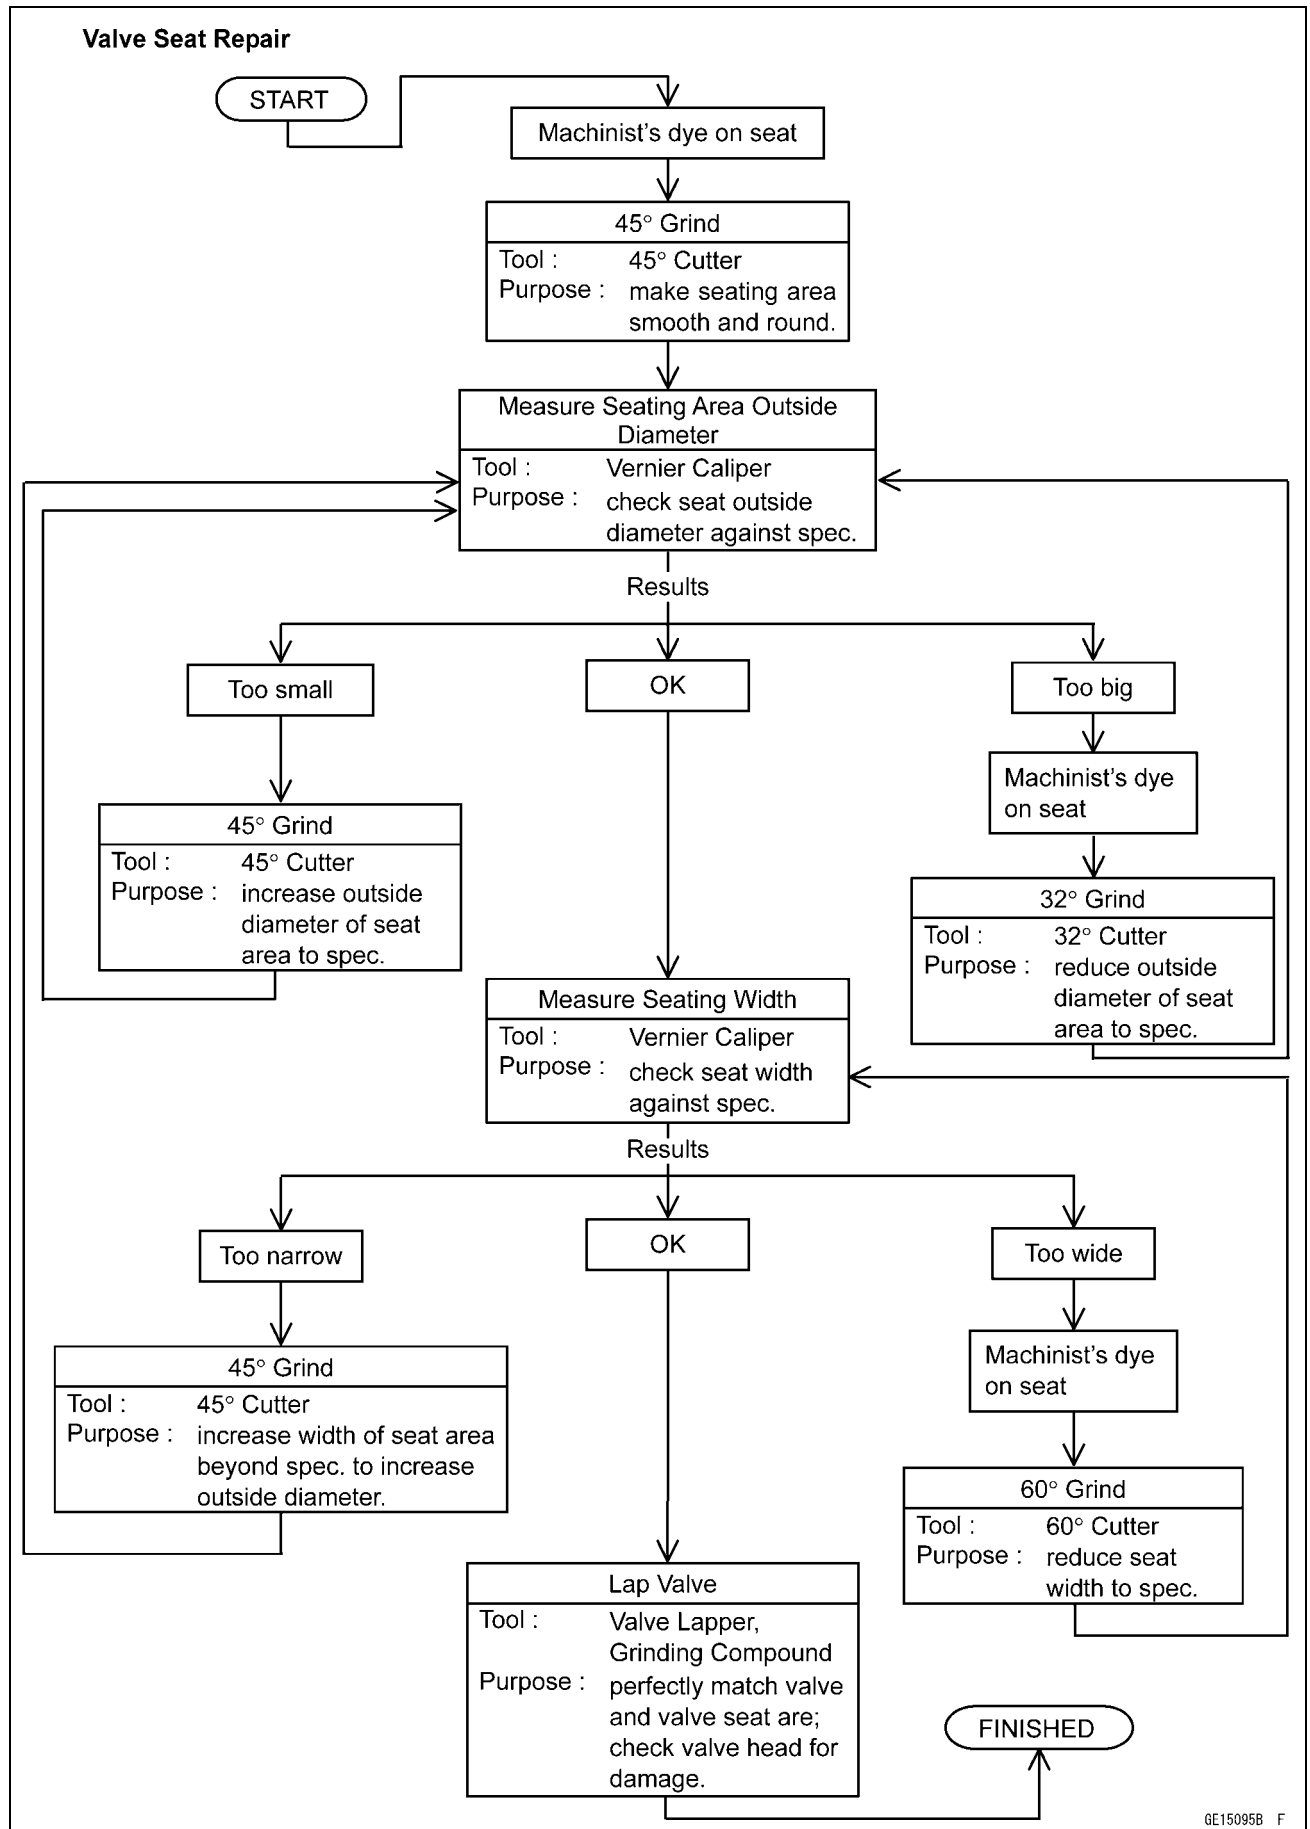 Valve Seat Repair
START
Machinist's dye on seat
45° Grind
Tool : 45° Cutter
Purpose : make seating area
smooth and round.
Measure Seating Area Outside
Diameter
Tool : Vernier Caliper
Purpose : check seat outside
diameter against spec.
Results
Too small
OK
Too big
Machinist's dye
on seat
45° Grind
Tool : 45° Cutter
Purpose : increase outside
diameter of seat
area to spec.
32° Grind
Tool : 32° Cutter
Purpose : reduce outside
diameter of seat
area to spec.
Measure Seating Width
Tool : Vernier Caliper
Purpose : check seat width
against spec.
Results
Too narrow
OK
Too wide
Machinist's dye
on seat
45° Grind
Tool : 45° Cutter
Purpose : increase width of seat area
beyond spec. to increase
outside diameter.
60° Grind
Tool : 60° Cutter
Purpose : reduce seat
width to spec.
Lap Valve
Tool : Valve Lapper,
Grinding Compound
Purpose : perfectly match valve
and valve seat are;
check valve head for
damage.
FINISHED
GE15095B F